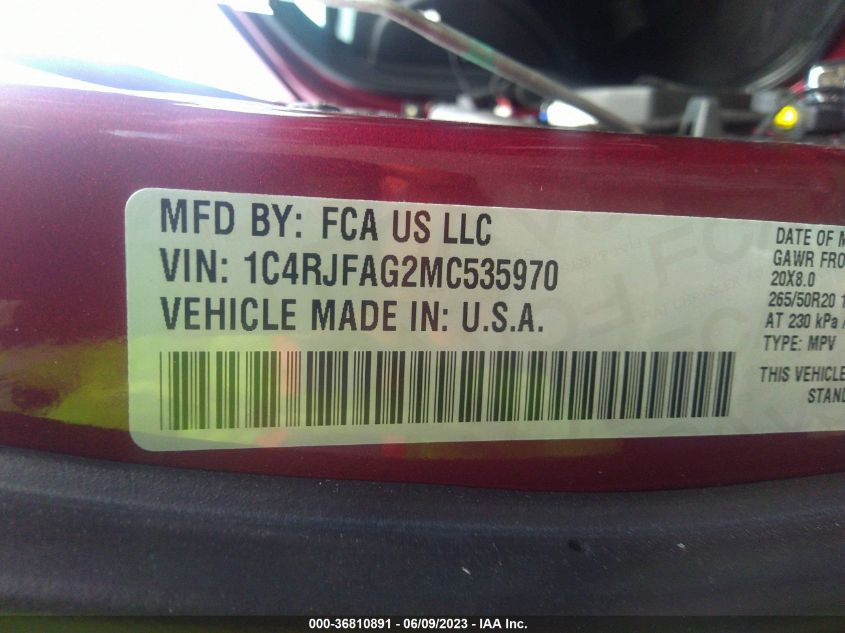 MFD BY: FCA US LLC
VIN: 1C4RJFAG2MC535970
VEHICLE MADE IN: U.S.A.
DATE OF M
GAWR FRO
20X8.0
265/50R20 1
AT 230 kPa
TYPE: MPV
THIS VEHICLE
STAND
000-36810891 - 06/09/2023 - IAA Inc.